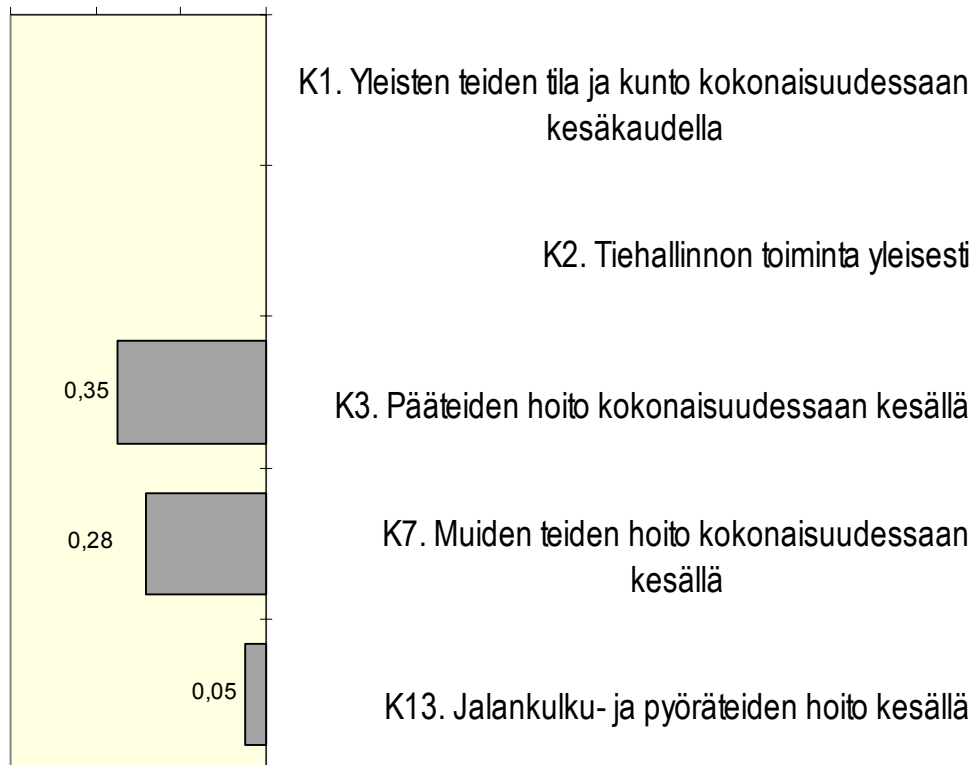 K1. Yleisten teiden tila ja kunto kokonaisuudessaan
kesäkaudella
K2. Tiehallinnon toiminta yleisesti
0,35
K3. Pääteiden hoito kokonaisuudessaan kesällä
0,28
K7. Muiden teiden hoito kokonaisuudessaan
kesällä
0,05
K13. Jalankulku- ja pyöräteiden hoito kesällä